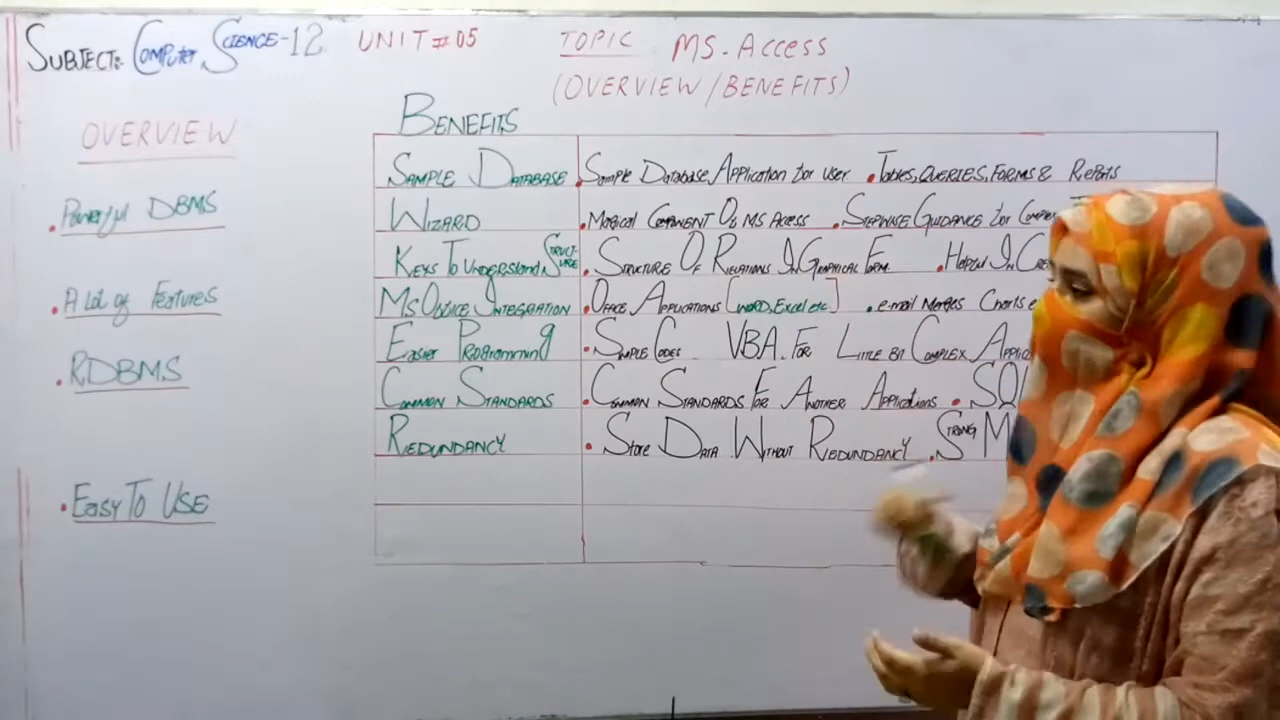 SUBJECT: COMPUTER SCIENCE-12 UNIT # 05 TOPIC MS-ACCESS
(OVERVIEW/BENEFITS)
OVERVIEW
. Powerful DBMS
. A Lot of Features
. RDBMS
. Easy To Use
BENEFITS
SAMPLE DATABASE . Sample Database Application for user . Tables, QUERIES, FORMS & Reports
WIZARD . Magical Component Of MS Access . Stepwise Guidance for
Keys To Understand Structure . Structure Of Relations In Graphical Form. . Helpful In
Ms Office Integration . Office Applications [WORD, Excel etc] . e-mail Merges Charts
Easier Programming . Simple Codes VBA. For Little Bit Complex
Common Standards . Common Standards For Another Applications .
Redundancy . Store Data Without Redundancy . Strong